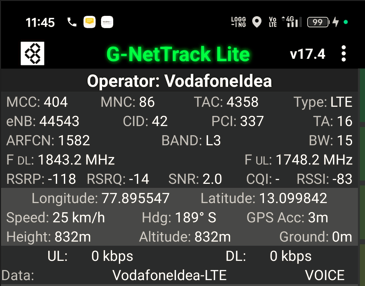 11:45 LOGG -ING Vo LTE 4G 99
G-NetTrack Lite v17.4
Operator: VodafoneIdea
MCC: 404 MNC: 86 TAC: 4358 Type: LTE
eNB: 44543 CID: 42 PCI: 337 TA: 16
ARFCN: 1582 BAND: L3 BW: 15
F DL: 1843.2 MHz F UL: 1748.2 MHz
RSRP: -118 RSRQ: -14 SNR: 2.0 CQI: - RSSI: -83
Longitude: 77.895547 Latitude: 13.099842
Speed: 25 km/h Hdg: 189° S GPS Acc: 3m
Height: 832m Altitude: 832m Ground: 0m
UL: 0 kbps DL: 0 kbps
Data: VodafoneIdea-LTE VOICE